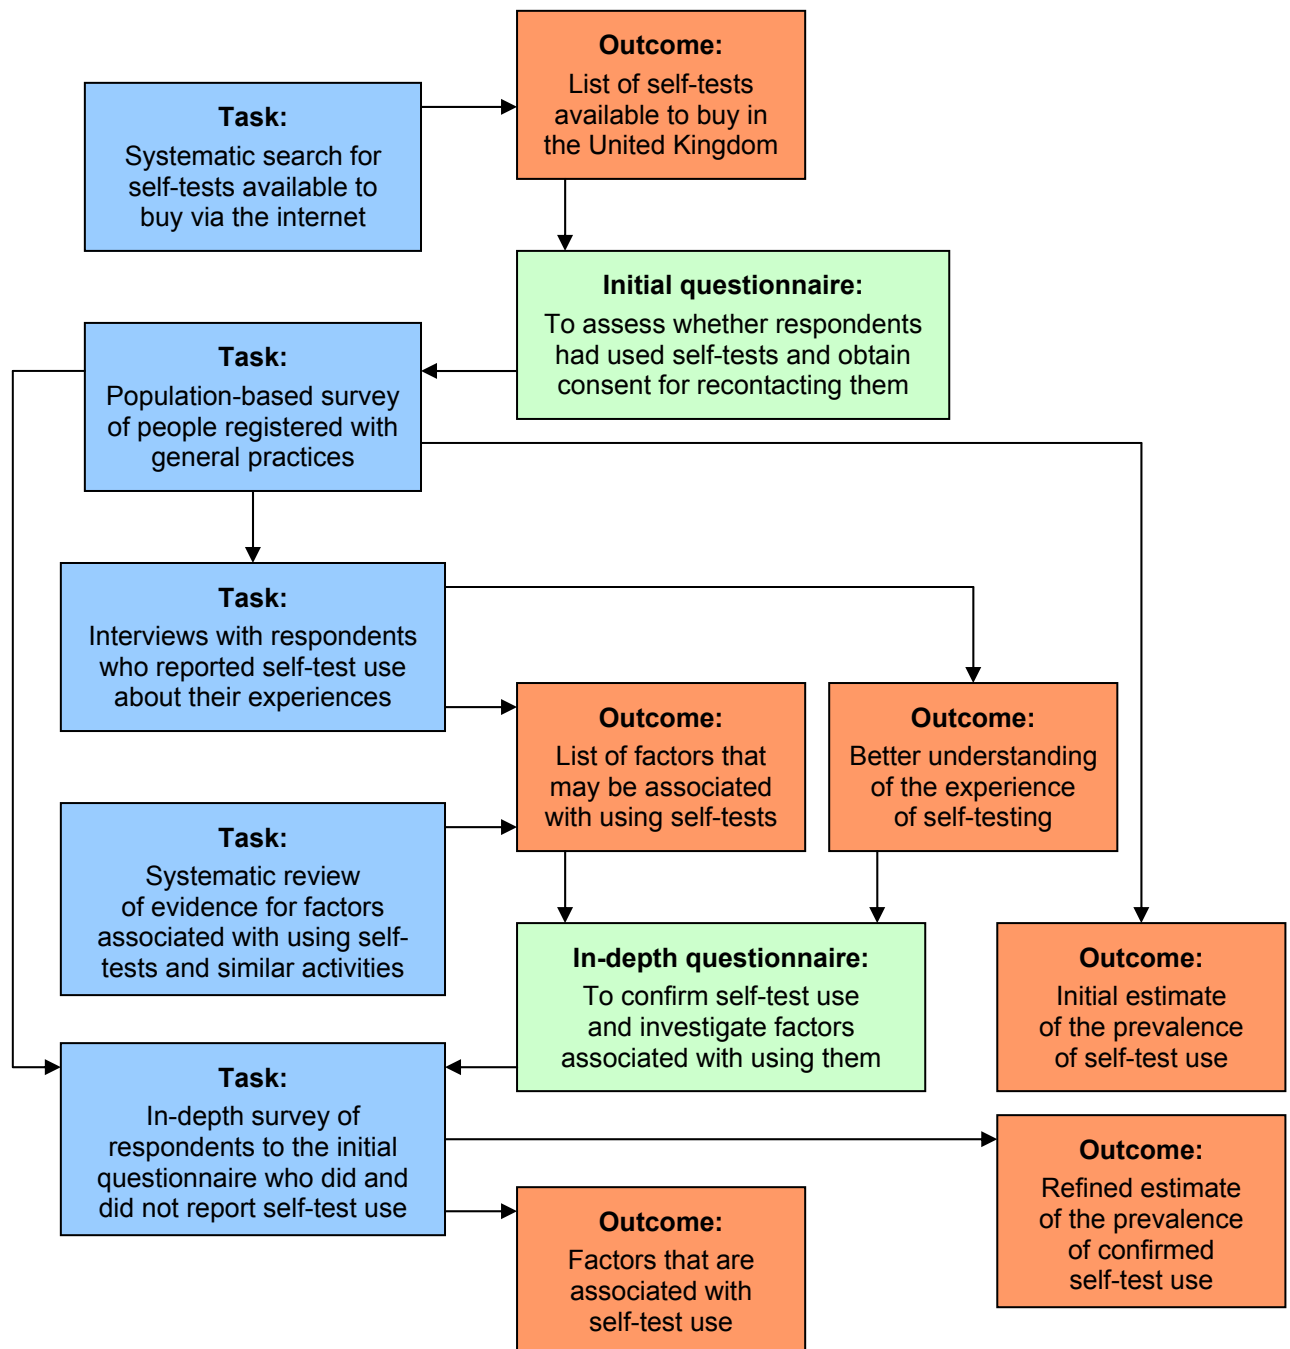 Outcome:
List of self-tests
available to buy in
the United Kingdom
Task:
Systematic search for
self-tests available to
buy via the internet
Initial questionnaire:
To assess whether respondents
had used self-tests and obtain
consent for recontacting them
Task:
Population-based survey
of people registered with
general practices
Task:
Interviews with respondents
who reported self-test use
about their experiences
Outcome:
List of factors that
may be associated
with using self-tests
Outcome:
Better understanding
of the experience
of self-testing
Task:
Systematic review
of evidence for factors
associated with using self-
tests and similar activities
In-depth questionnaire:
To confirm self-test use
and investigate factors
associated with using them
Outcome:
Initial estimate
of the prevalence
of self-test use
Task:
In-depth survey of
respondents to the initial
questionnaire who did and
did not report self-test use
Outcome:
Refined estimate
of the prevalence
of confirmed
self-test use
Outcome:
Factors that are
associated with
self-test use